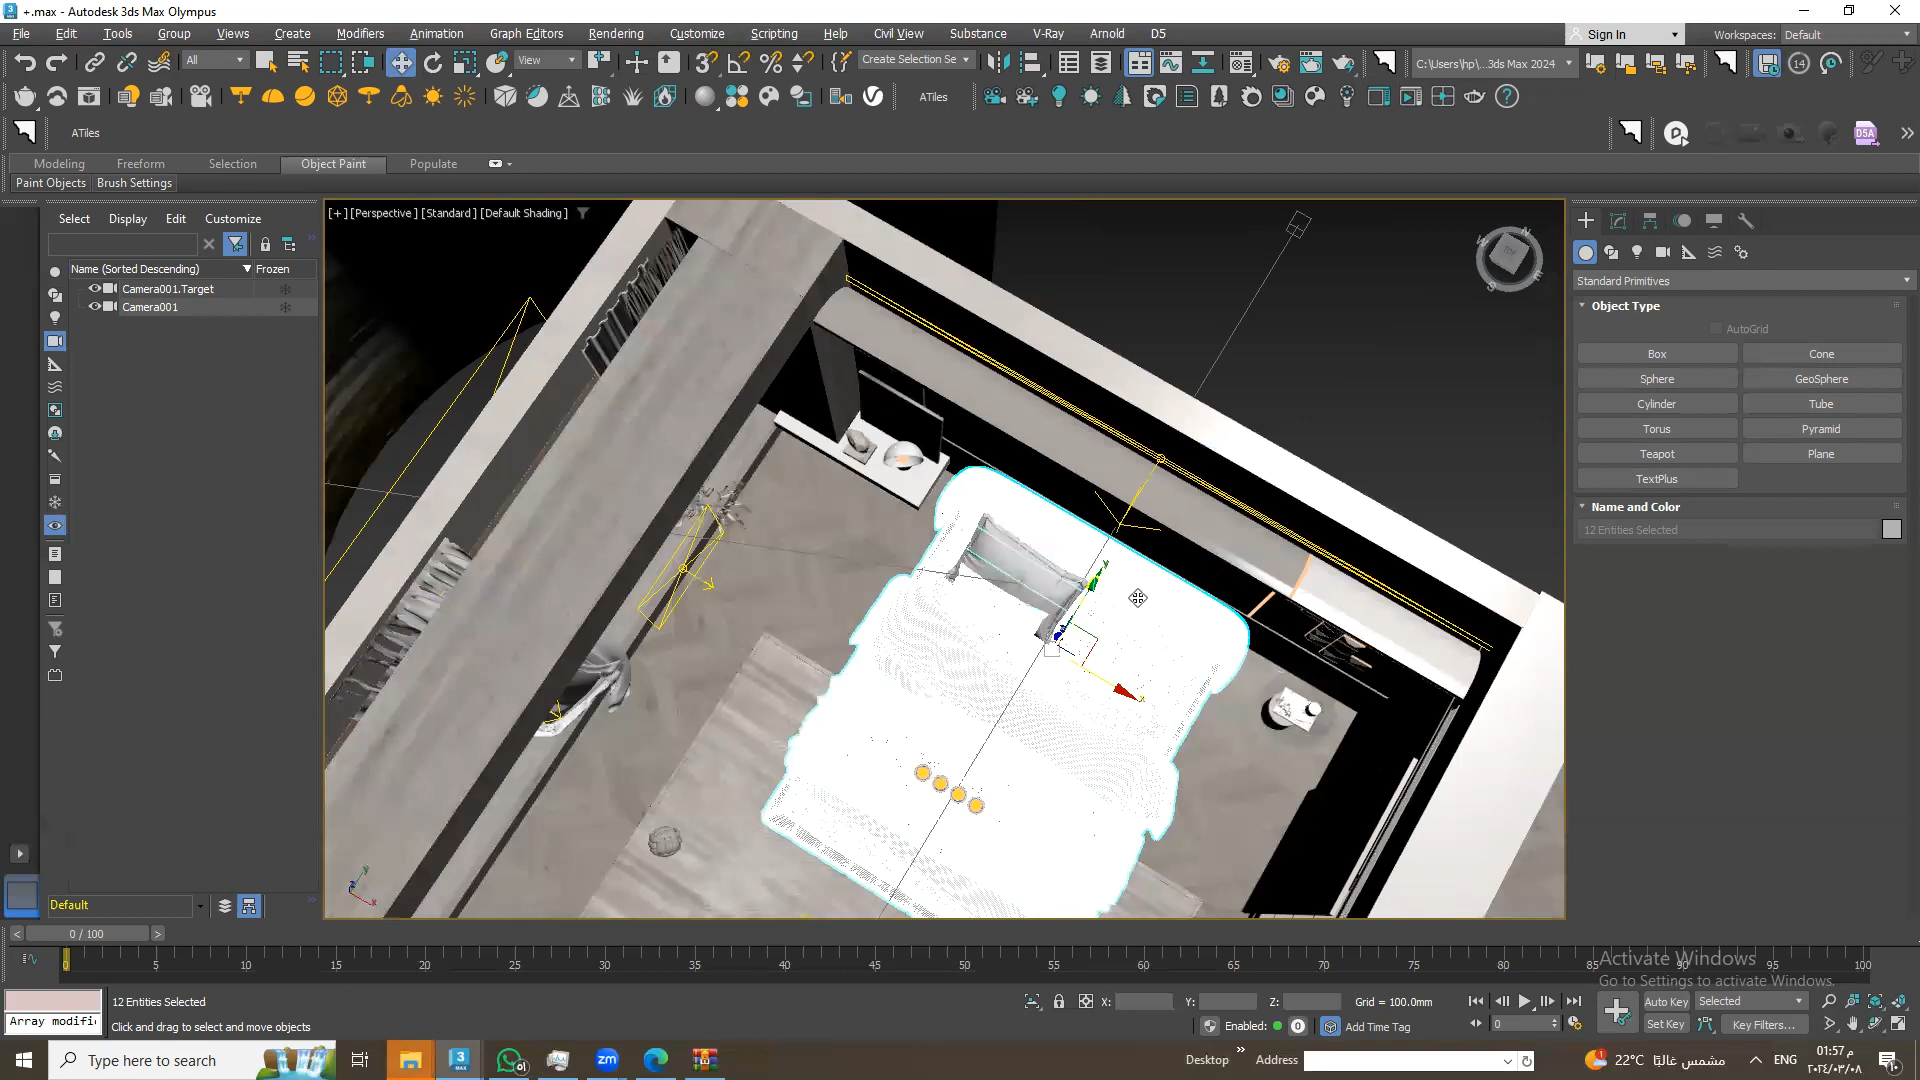 +.max - Autodesk 3ds Max Olympus
File Edit Tools Group Views Create Modifiers Animation Graph Editors Rendering Customize Scripting Help Civil View Substance V-Ray Arnold D5
Sign In
Workspaces: Default
All
View
Create Selection Se
C:\Users\hp\...3ds Max 2024
14
ATiles
ATiles
D5A
Modeling Freeform Selection Object Paint Populate
Paint Objects Brush Settings
Select Display Edit Customize
Name (Sorted Descending) Frozen
Camera001.Target
Camera001
[+] [Perspective ] [Standard ] [Default Shading ]
N
W
E
S
TOP
x
y
Standard Primitives
Object Type
AutoGrid
Box Cone
Sphere GeoSphere
Cylinder Tube
Torus Pyramid
Teapot Plane
TextPlus
Name and Color
12 Entities Selected
Default
0 / 100
0 5 10 15 20 25 30 35 40 45 50 55 60 65 70 75 80 85 90 95 100
Activate Windows
Go to Settings to activate Windows.
12 Entities Selected
Array modifi
Click and drag to select and move objects
X: Y: Z: Grid = 100.0mm
Enabled: 0 Add Time Tag
Auto Key Selected
Set Key Key Filters...
0
Type here to search
Desktop Address
22°C مشمس غالبًا
ENG
م 01:57
٢٠٢٤/٠٣/٠٨